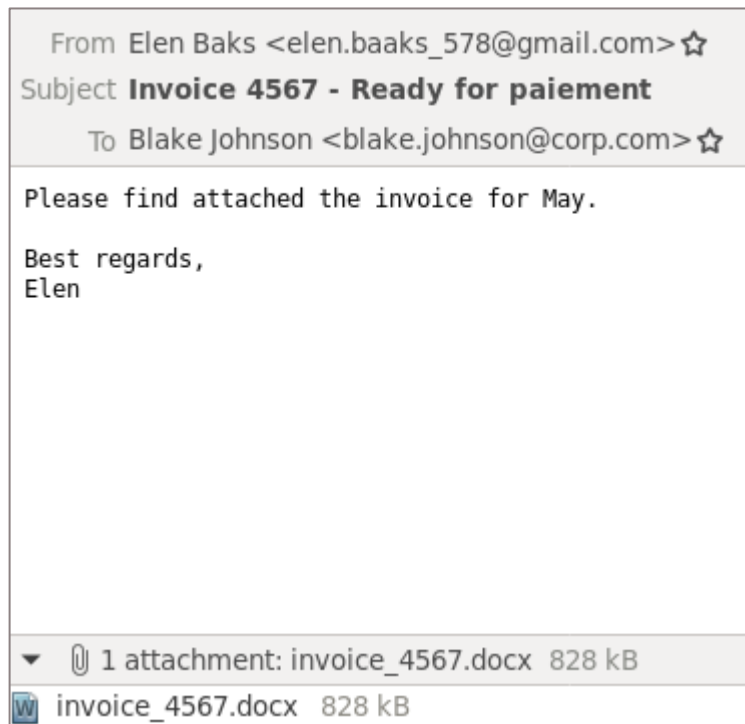 From Elen Baks <elen.baaks_578@gmail.com>
Subject Invoice 4567 - Ready for paiement
To Blake Johnson <blake.johnson@corp.com>
Please find attached the invoice for May.
Best regards,
Elen
1 attachment: invoice_4567.docx 828 kB
W invoice_4567.docx 828 kB